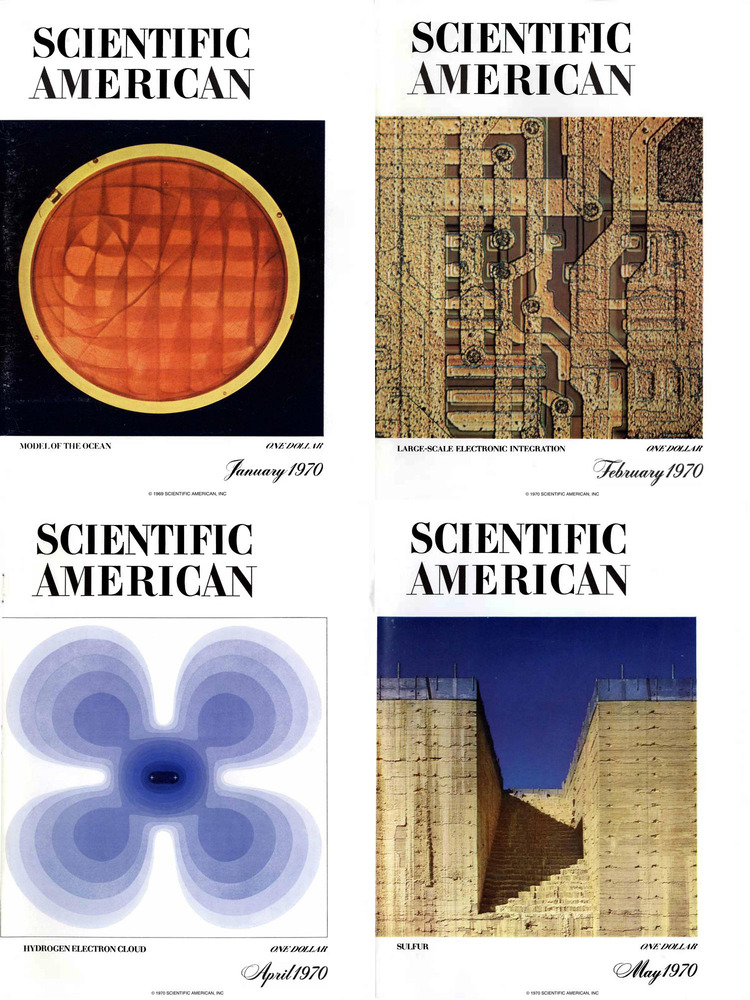 SCIENTIFIC
AMERICAN
MODEL OF THE OCEAN
ONE DOLLAR
January 1970
© 1969 SCIENTIFIC AMERICAN, INC
SCIENTIFIC
AMERICAN
LARGE-SCALE ELECTRONIC INTEGRATION
ONE DOLLAR
February 1970
© 1970 SCIENTIFIC AMERICAN, INC
SCIENTIFIC
AMERICAN
HYDROGEN ELECTRON CLOUD
ONE DOLLAR
April 1970
© 1970 SCIENTIFIC AMERICAN, INC
SCIENTIFIC
AMERICAN
SULFUR
ONE DOLLAR
May 1970
© 1970 SCIENTIFIC AMERICAN, INC